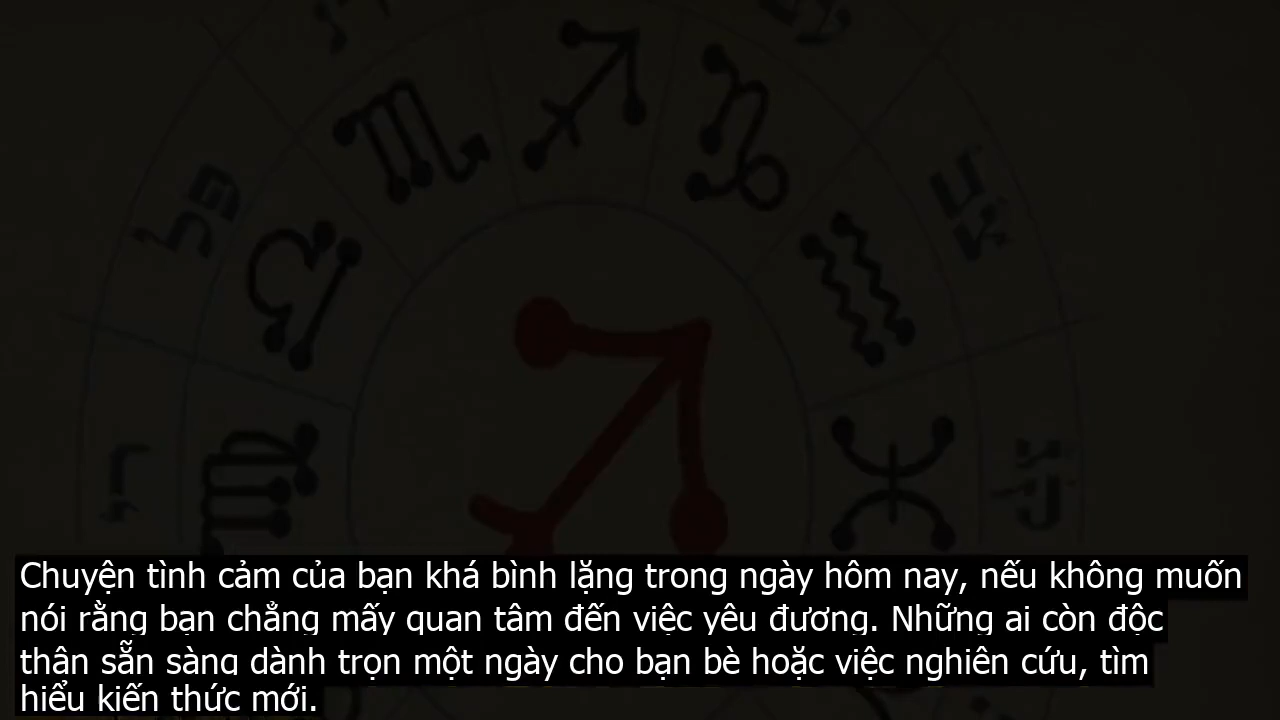 Chuyện tình cảm của bạn khá bình lặng trong ngày hôm nay, nếu không muốn
nói rằng bạn chẳng mấy quan tâm đến việc yêu đương. Những ai còn độc
thân sẵn sàng dành trọn một ngày cho bạn bè hoặc việc nghiên cứu, tìm
hiểu kiến thức mới.